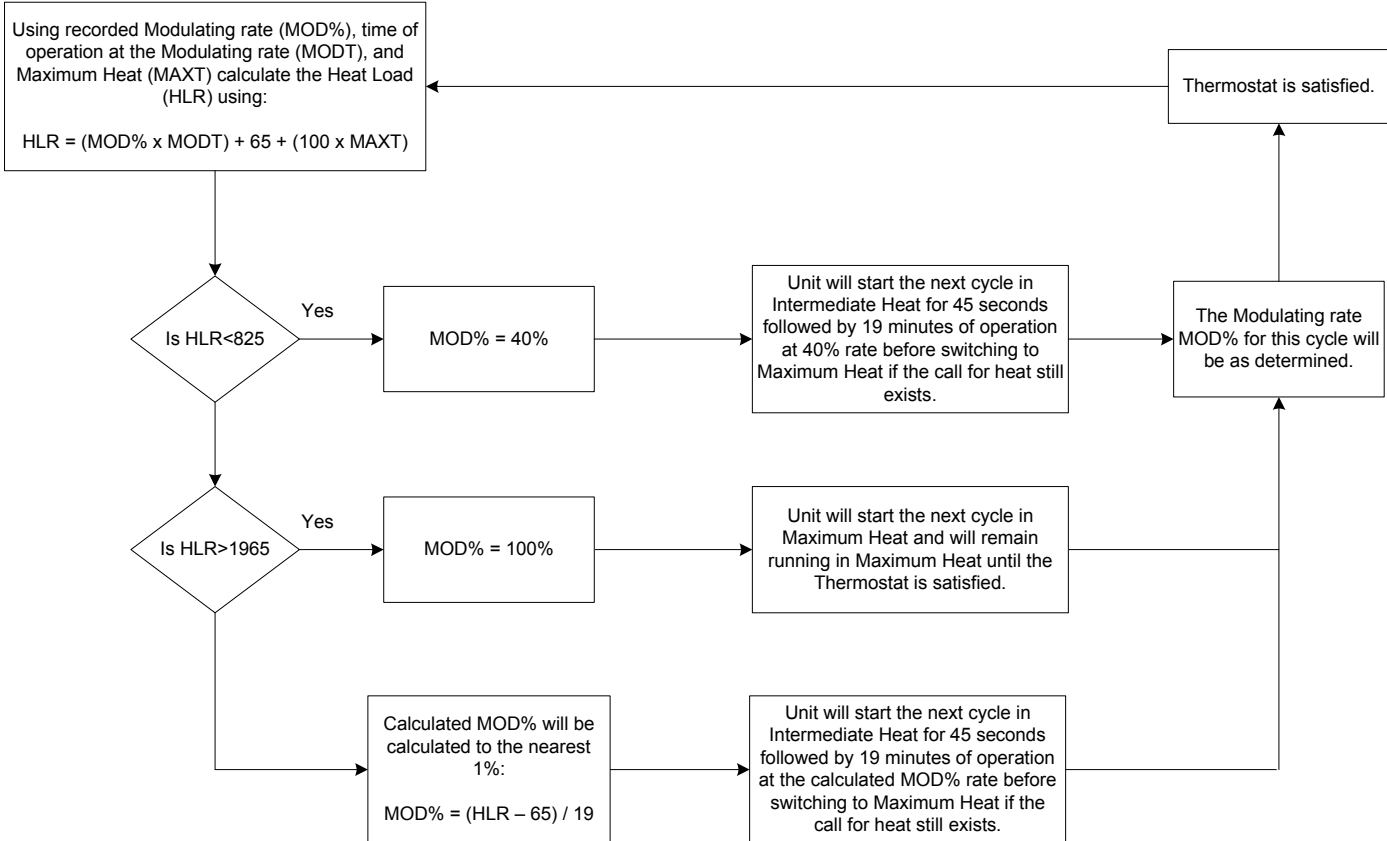 Using recorded Modulating rate (MOD%), time of
operation at the Modulating rate (MODT), and
Maximum Heat (MAXT) calculate the Heat Load
(HLR) using:
HLR = (MOD% x MODT) + 65 + (100 x MAXT)
Thermostat is satisfied.
Is HLR<825
Yes
MOD% = 40%
Unit will start the next cycle in
Intermediate Heat for 45 seconds
followed by 19 minutes of operation
at 40% rate before switching to
Maximum Heat if the call for heat still
exists.
The Modulating rate
MOD% for this cycle will
be as determined.
Is HLR>1965
Yes
MOD% = 100%
Unit will start the next cycle in
Maximum Heat and will remain
running in Maximum Heat until the
Thermostat is satisfied.
Calculated MOD% will be
calculated to the nearest
1%:
MOD% = (HLR – 65) / 19
Unit will start the next cycle in
Intermediate Heat for 45 seconds
followed by 19 minutes of operation
at the calculated MOD% rate before
switching to Maximum Heat if the
call for heat still exists.